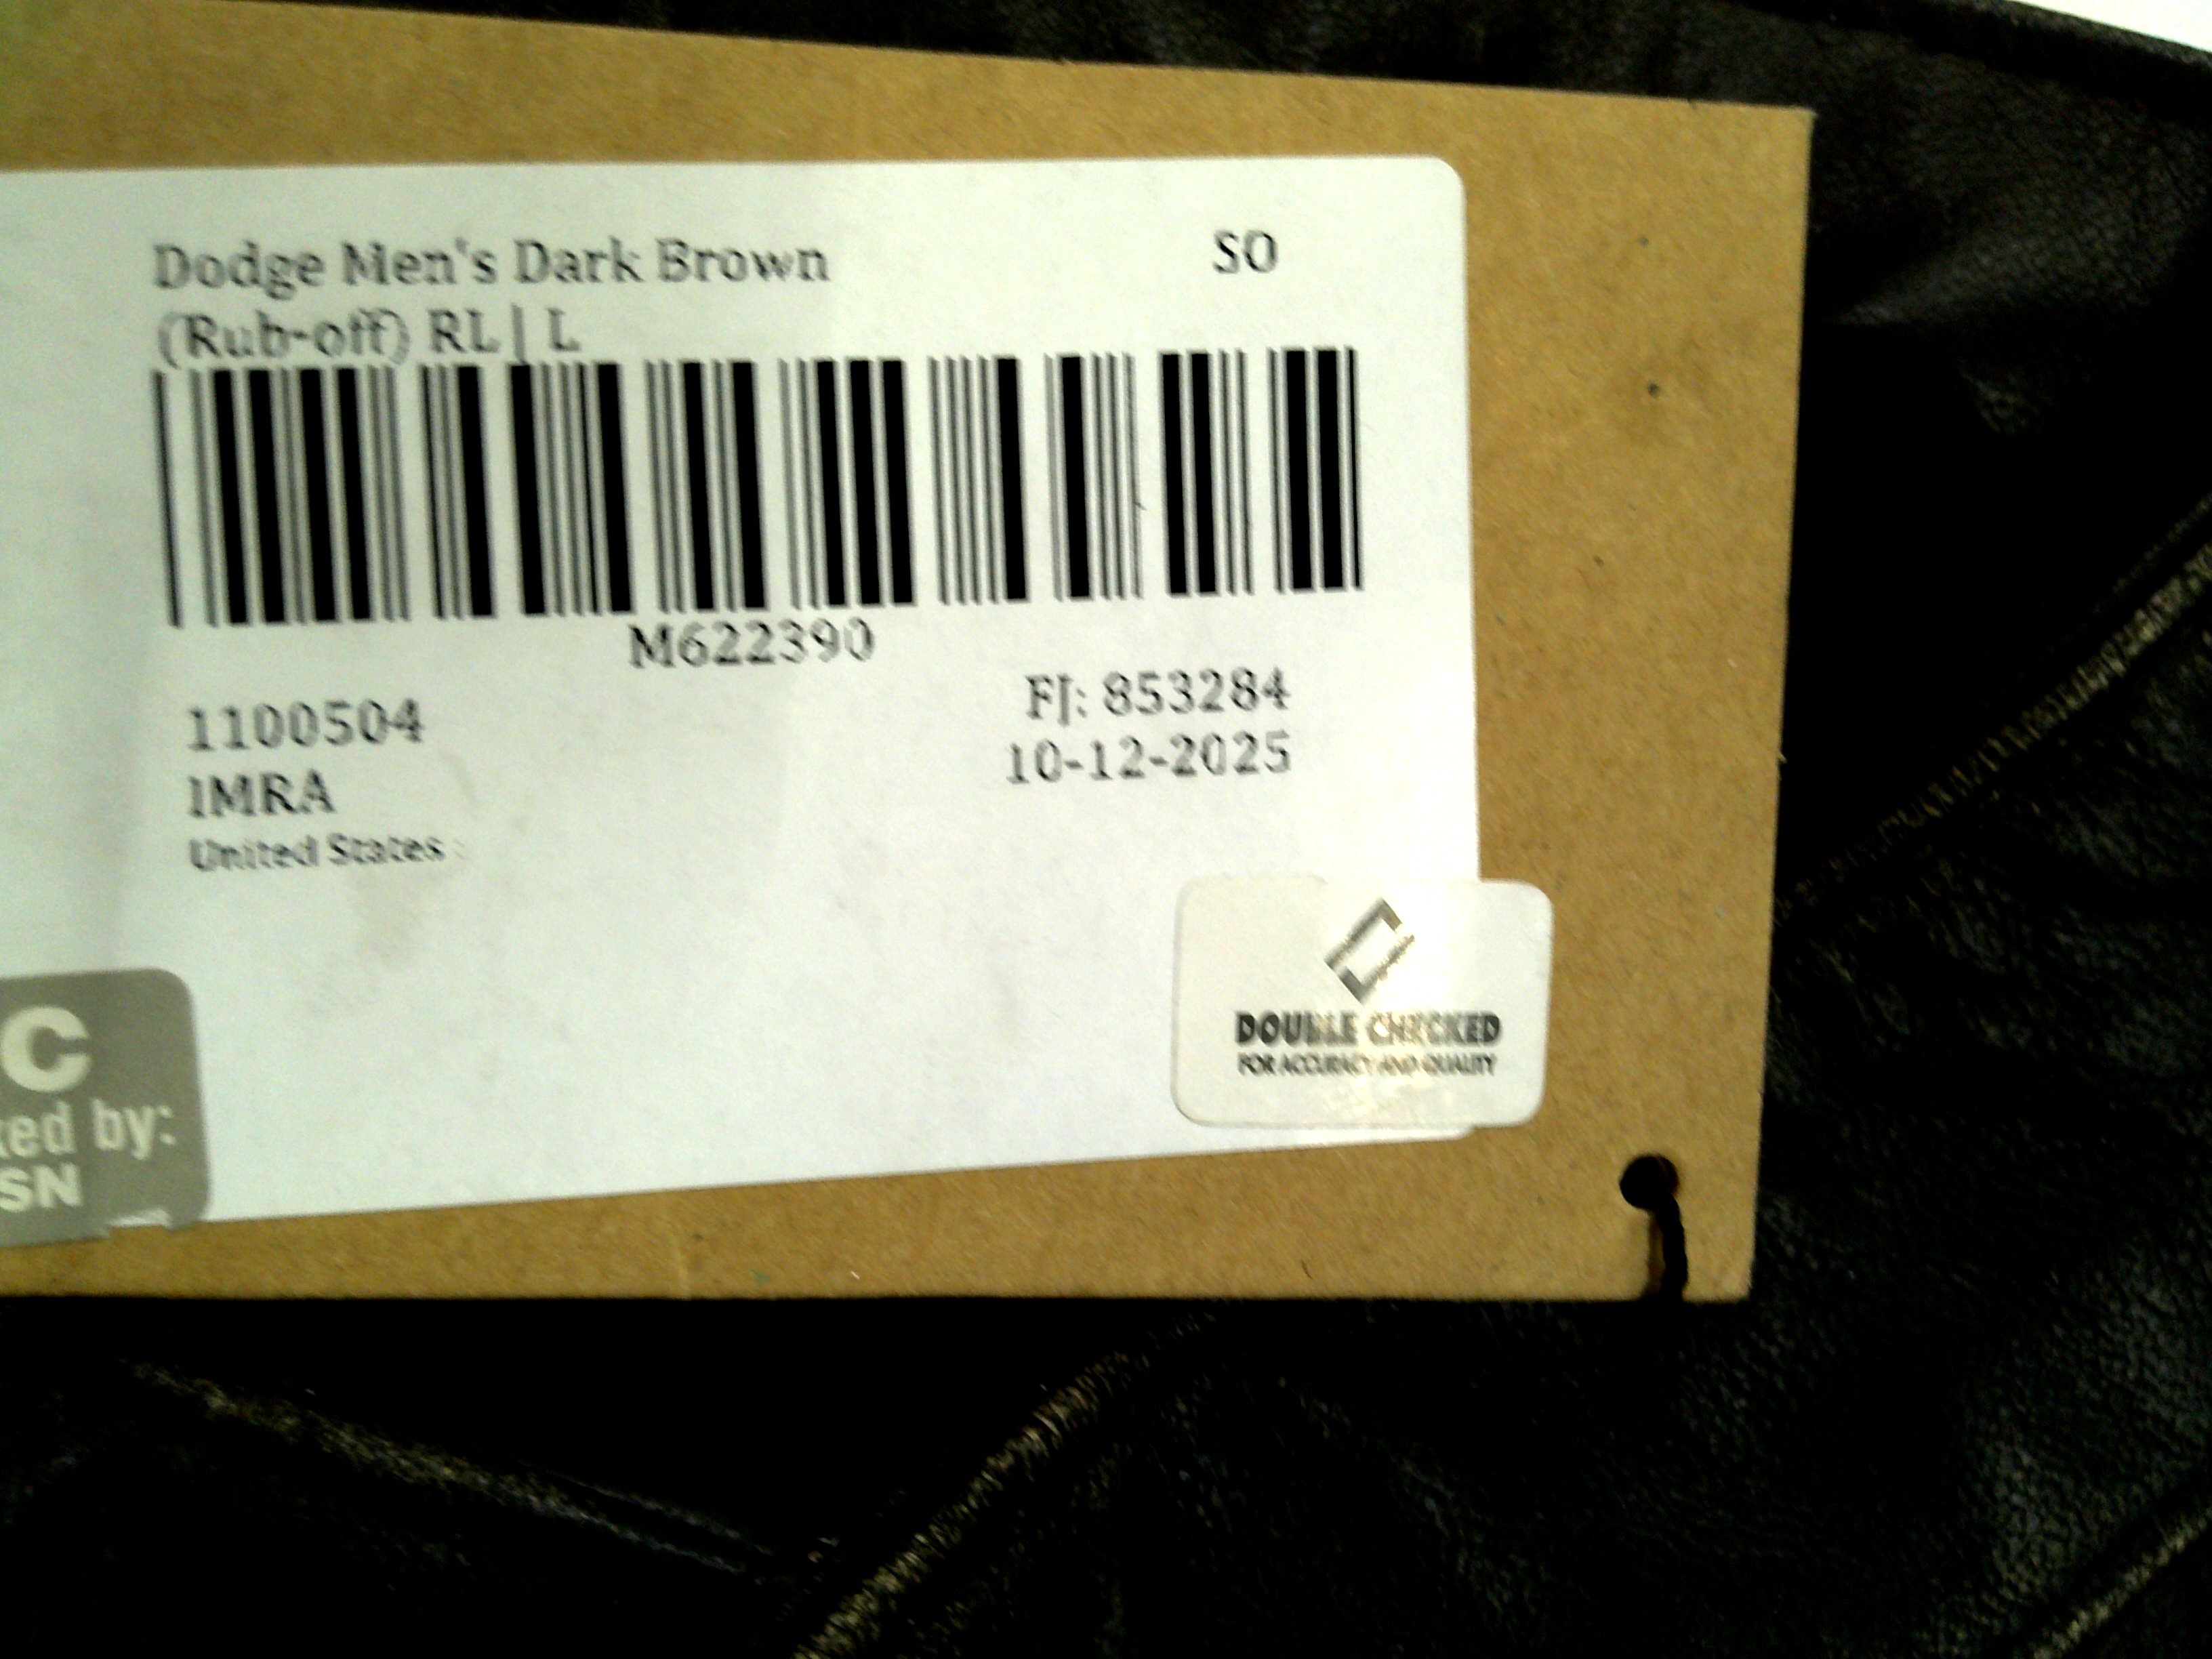 Dodge Men's Dark Brown
SO
(Rub-off) RL | L
M622390
FJ: 853284
1100504
10-12-2025
IMRA
United States
DOUBLE CHECKED
FOR ACCURACY AND QUALITY
C
ked by:
SN